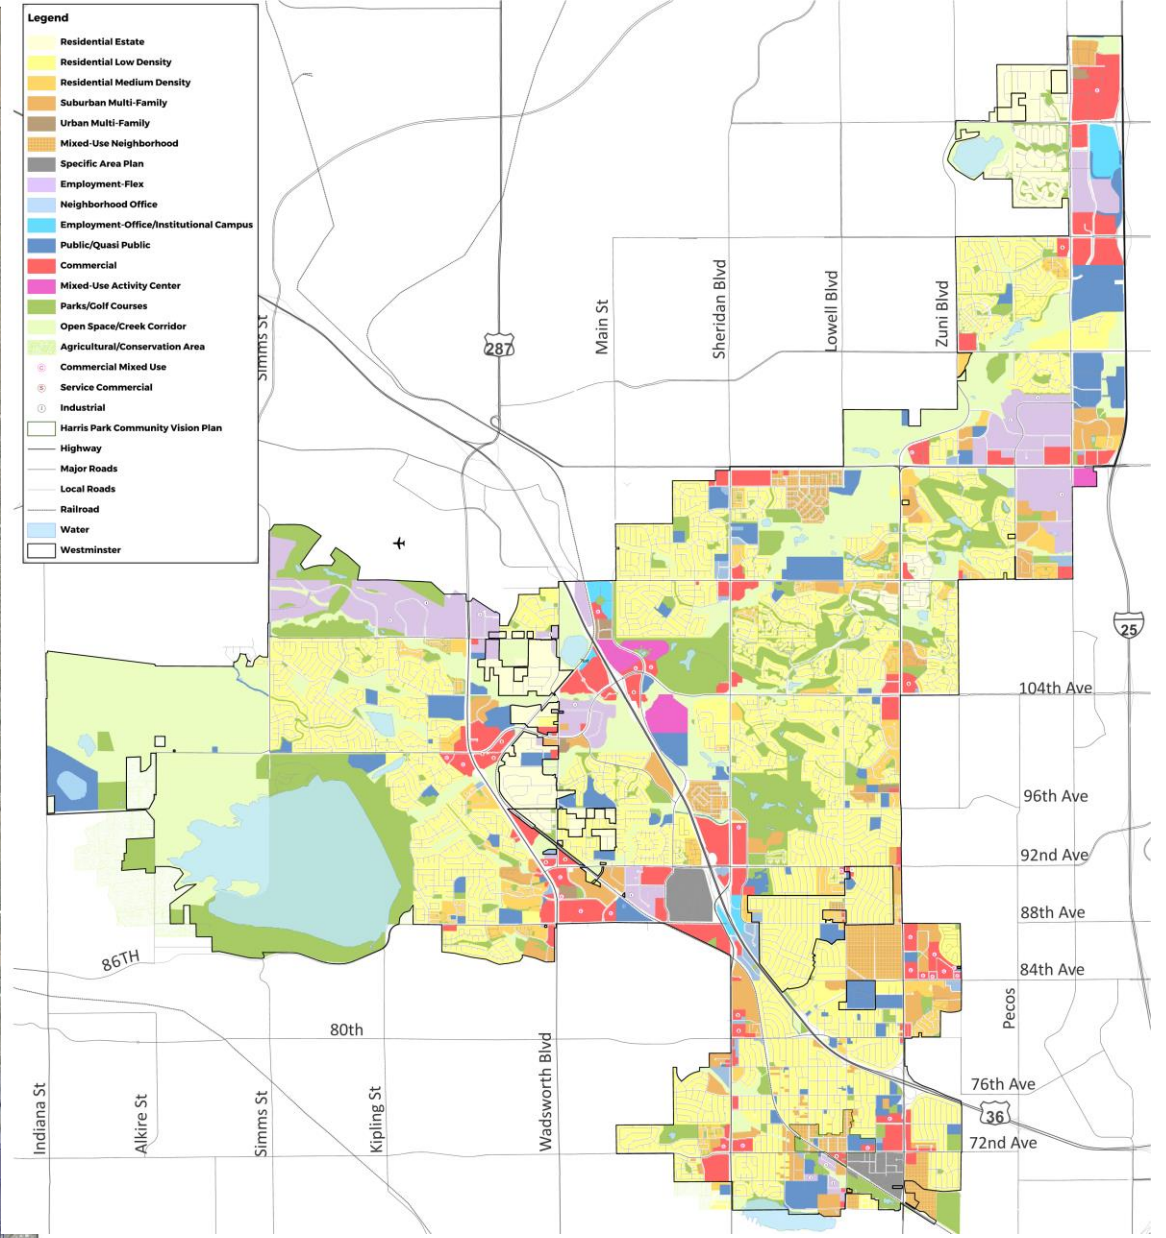 Legend
Residential Estate
Residential Low Density
Residential Medium Density
Suburban Multi-Family
Urban Multi-Family
Mixed-Use Neighborhood
Specific Area Plan
Employment-Flex
Neighborhood Office
Employment-Office/Institutional Campus
Public/Quasi Public
Commercial
Mixed-Use Activity Center
Parks/Golf Courses
Open Space/Creek Corridor
Agricultural/Conservation Area
Commercial Mixed Use
Service Commercial
Industrial
Harris Park Community Vision Plan
Highway
Major Roads
Local Roads
Railroad
Water
Westminster
Simms St
287
Main St
Sheridan Blvd
Lowell Blvd
Zuni Blvd
25
104th Ave
96th Ave
92nd Ave
88th Ave
84th Ave
86TH
80th
Pecos
76th Ave
36
72nd Ave
Indiana St
Alkire St
Simms St
Kipling St
Wadsworth Blvd